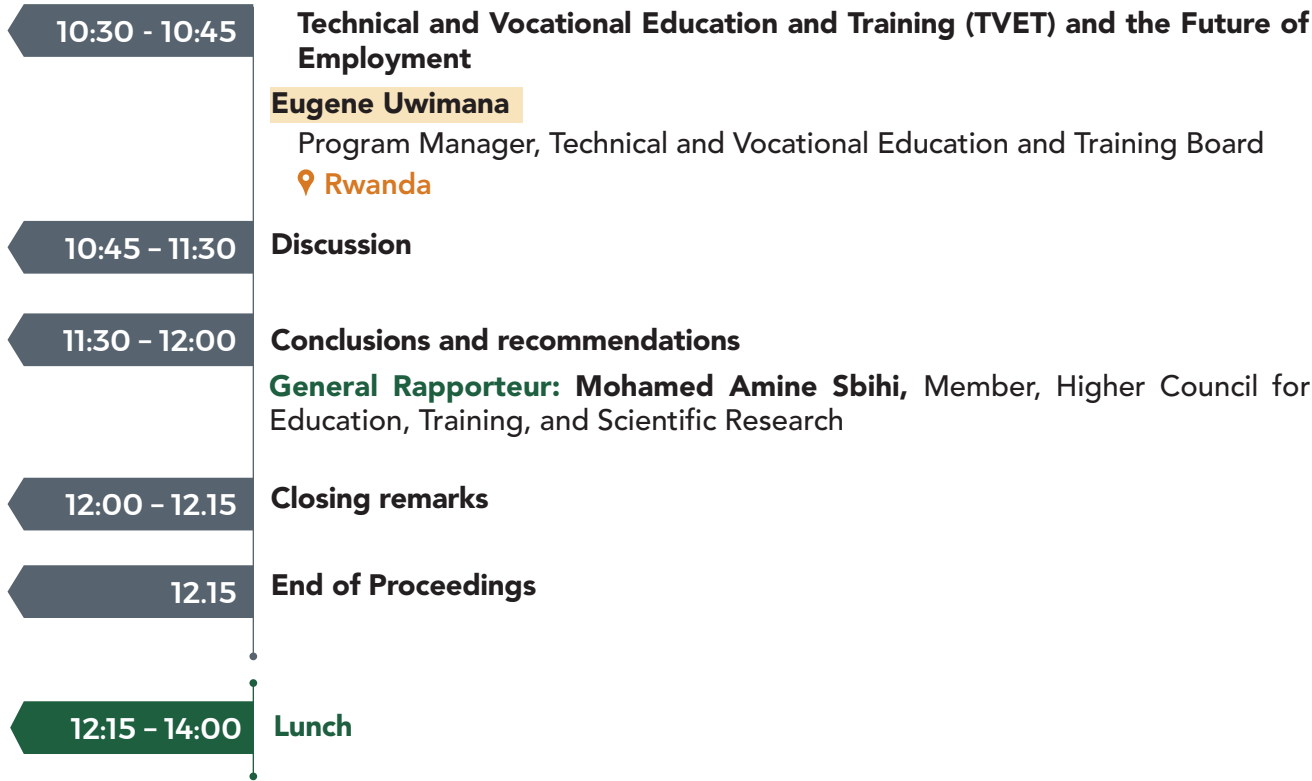 10:30 - 10:45
Technical and Vocational Education and Training (TVET) and the Future of
Employment
Eugene Uwimana
Program Manager, Technical and Vocational Education and Training Board
Rwanda
10:45 – 11:30
Discussion
11:30 – 12:00
Conclusions and recommendations
General Rapporteur: Mohamed Amine Sbihi, Member, Higher Council for
Education, Training, and Scientific Research
12:00 – 12.15
Closing remarks
12.15
End of Proceedings
12:15 – 14:00
Lunch